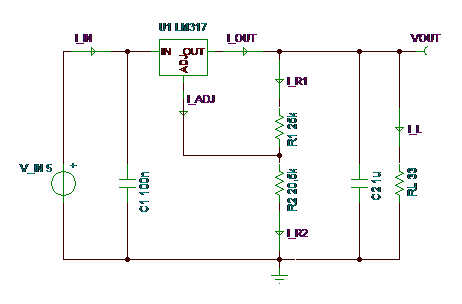 U1 LM317
I_IN
I_OUT
VOUT
IN
OUT
ADJ
I_R1
I_ADJ
R1 25k
I_L
V_IN 5
+
C1 100n
R2 20,5k
C2 1u
RL 33
I_R2